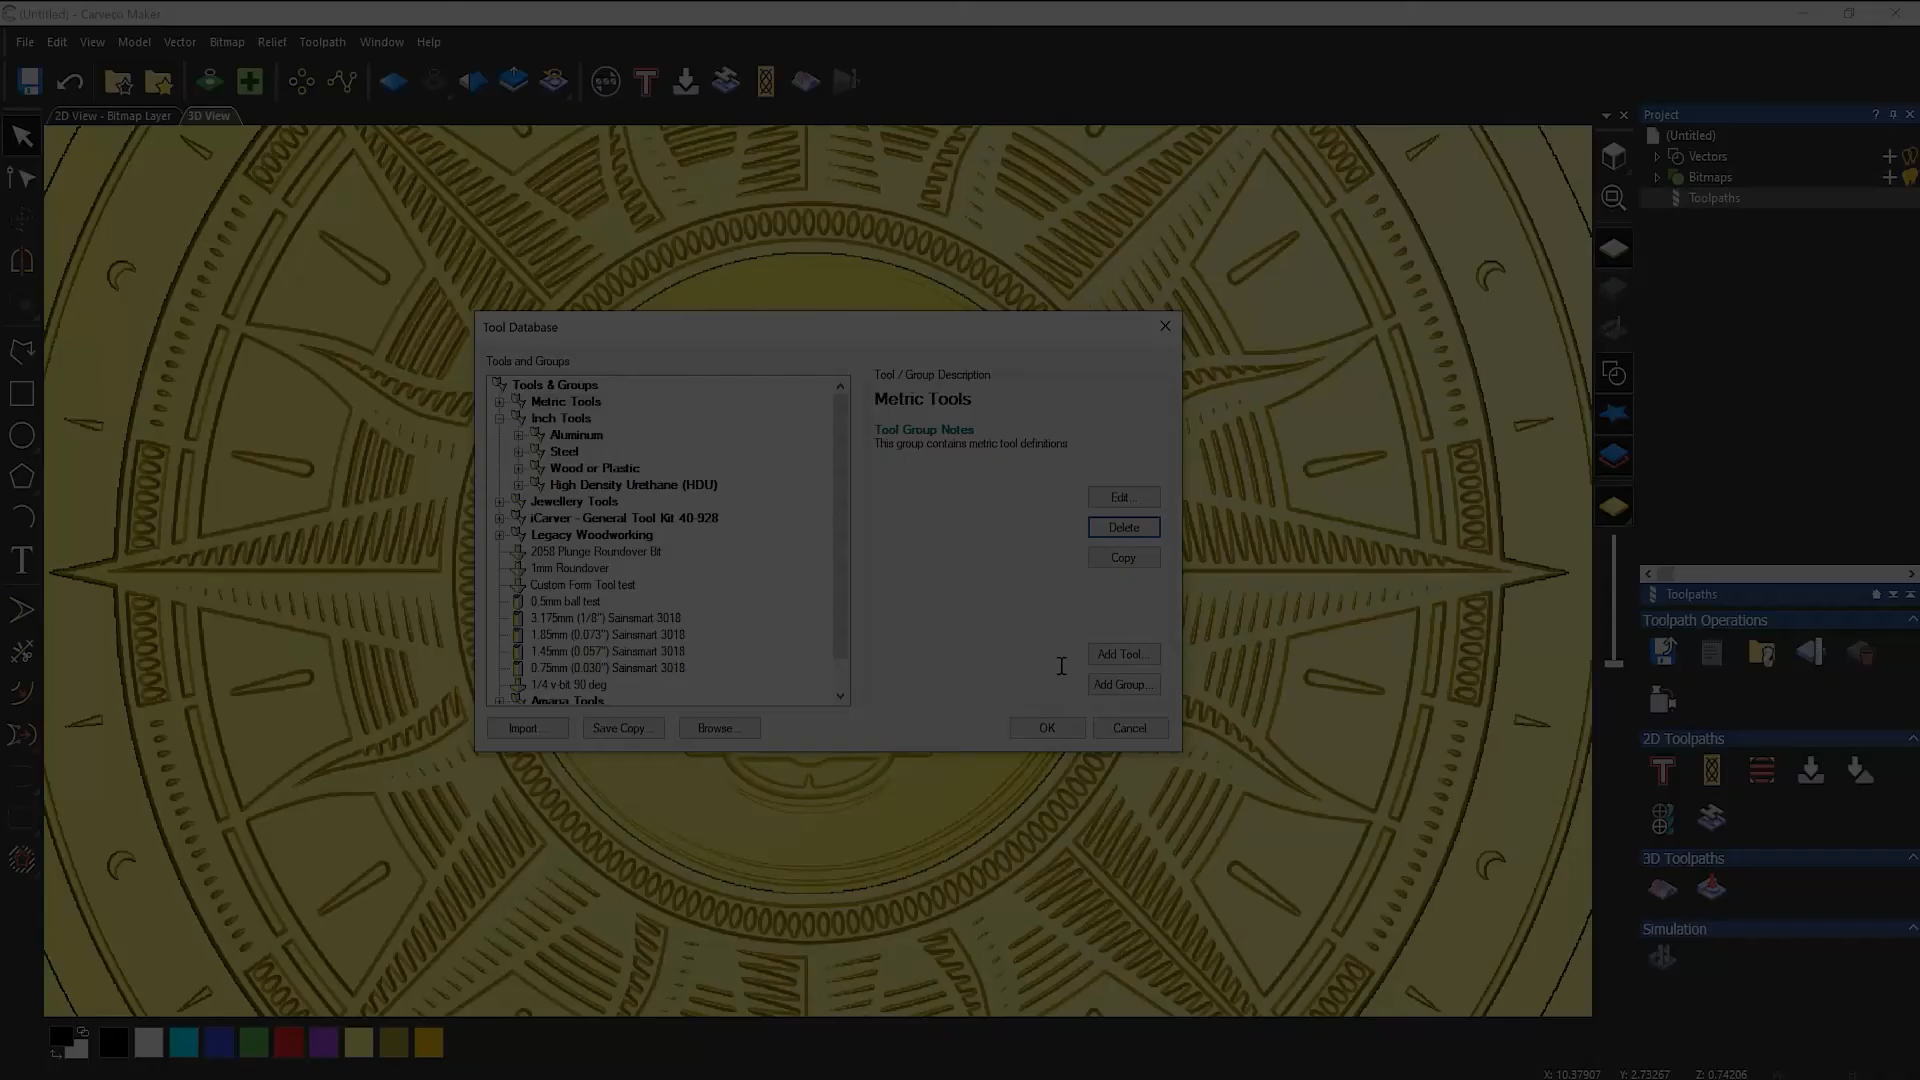 (Untitled) - Carveco Maker
File Edit View Model Vector Bitmap Relief Toolpath Window Help
2D View - Bitmap Layer 3D View
Project
(Untitled)
Vectors
Bitmaps
Toolpaths
Tool Database
Tools and Groups
Tools & Groups
Metric Tools
Inch Tools
Aluminum
Steel
Wood or Plastic
High Density Urethane (HDU)
Jewellery Tools
iCarver - General Tool Kit 40-928
Legacy Woodworking
2058 Plunge Roundover Bit
1mm Roundover
Custom Form Tool test
0.5mm ball test
3.175mm (1/8") Sainsmart 3018
1.85mm (0.073") Sainsmart 3018
1.45mm (0.057") Sainsmart 3018
0.75mm (0.030") Sainsmart 3018
1/4 v-bit 90 deg
Amana Tools
Tool / Group Description
Metric Tools
Tool Group Notes
This group contains metric tool definitions
Edit...
Delete
Copy
Add Tool...
Add Group...
Import... Save Copy... Browse... OK Cancel
Toolpaths
Toolpath Operations
2D Toolpaths
3D Toolpaths
Simulation
X: 10.37907 Y: 2.73267 Z: 0.74206